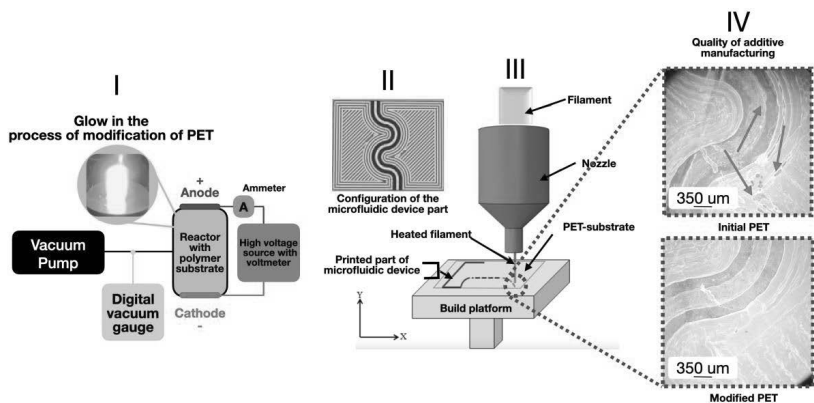 I
Glow in the
process of modification of PET
+
Anode
Ammeter
A
Vacuum
Pump
Reactor
with
polymer
substrate
High voltage
source with
voltmeter
Digital
vacuum
gauge
Cathode
-
II
Configuration of the
microfluidic device part
III
Filament
Nozzle
Heated filament
PET-substrate
Printed part of
microfluidic device
Build platform
Y
X
IV
Quality of additive
manufacturing
350 um
Initial PET
350 um
Modified PET